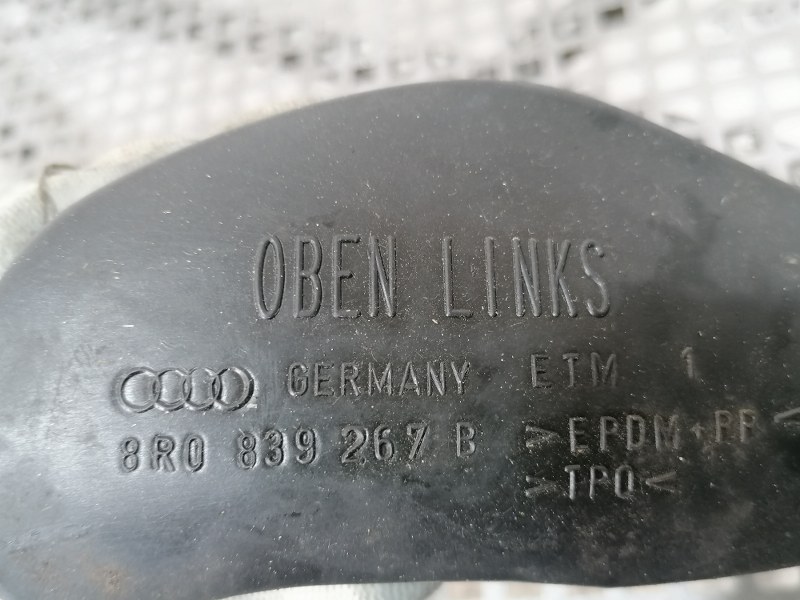 OBEN LINKS
GERMANY ETM 1
8R0 839 267 B >EPDM+PP<
>TPO<